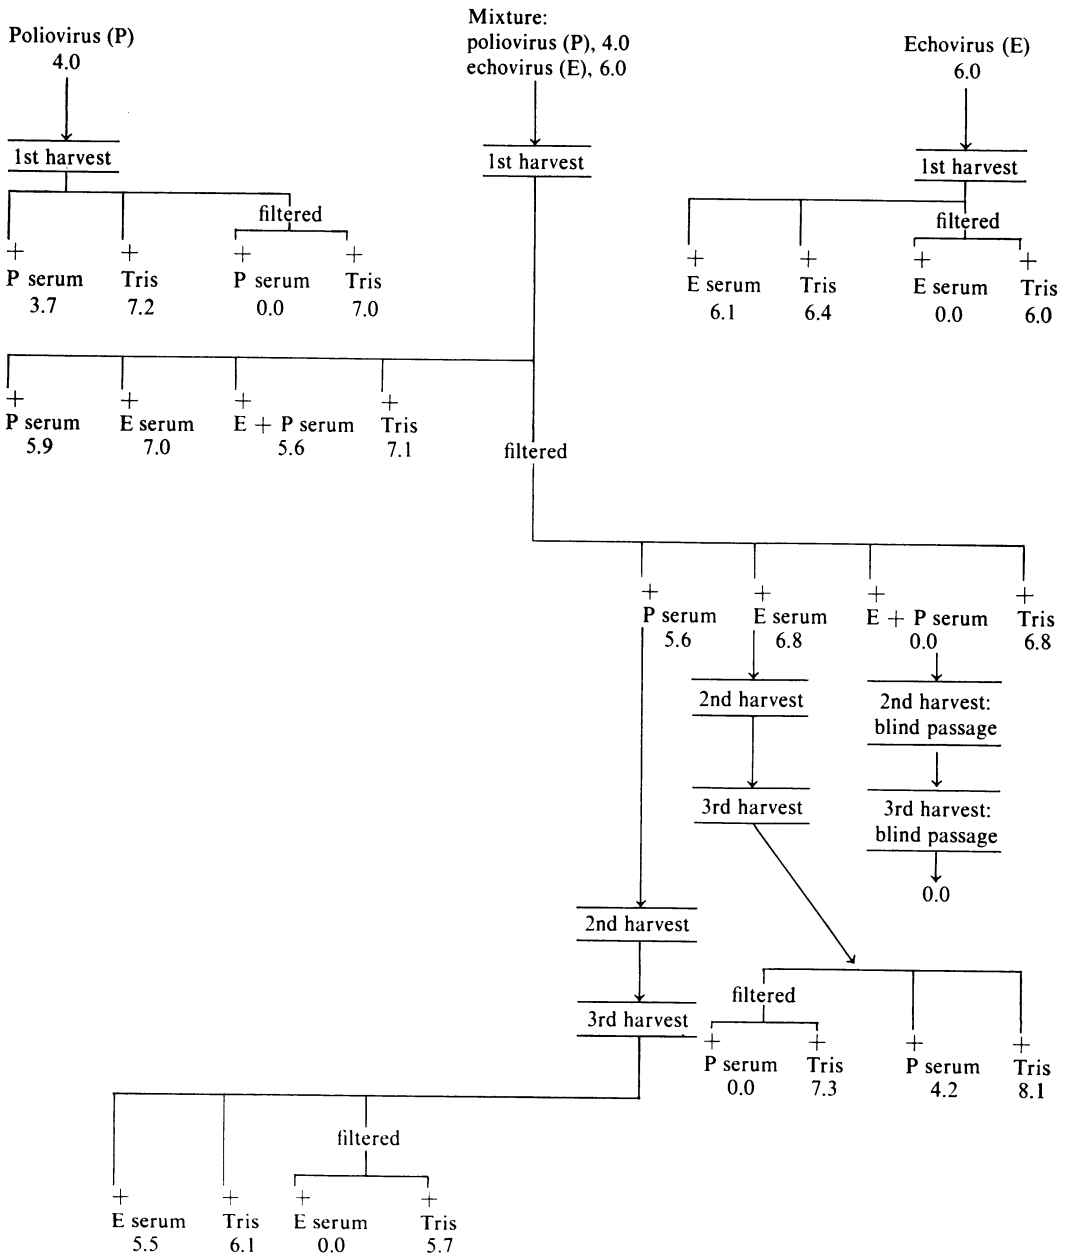 Poliovirus (P)
4.0
Mixture:
poliovirus (P), 4.0
echovirus (E), 6.0
Echovirus (E)
6.0
1st harvest
1st harvest
1st harvest
filtered
+ + + +
P serum Tris P serum Tris
3.7 7.2 0.0 7.0
filtered
+ + + +
E serum Tris E serum Tris
6.1 6.4 0.0 6.0
+ + + +
P serum E serum E + P serum Tris
5.9 7.0 5.6 7.1
filtered
+ + + +
P serum E serum E + P serum Tris
5.6 6.8 0.0 6.8
2nd harvest
3rd harvest
2nd harvest:
blind passage
3rd harvest:
blind passage
0.0
2nd harvest
3rd harvest
filtered
+ + + +
P serum Tris P serum Tris
0.0 7.3 4.2 8.1
filtered
+ + + +
E serum Tris E serum Tris
5.5 6.1 0.0 5.7